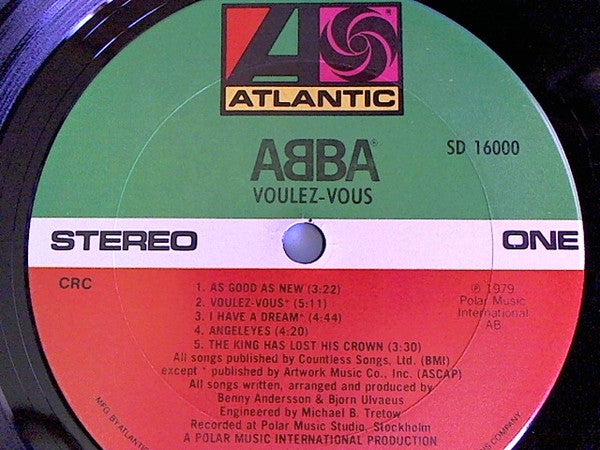 ATLANTIC
ABBA®
SD 16000
VOULEZ-VOUS
STEREO
ONE
CRC
1. AS GOOD AS NEW (3:22)
2. VOULEZ-VOUS* (5:11)
3. I HAVE A DREAM* (4:44)
4. ANGELEYES (4:20)
5. THE KING HAS LOST HIS CROWN (3:30)
℗ 1979
Polar Music
International
AB
All songs published by Countless Songs, Ltd. (BMI)
except * published by Artwork Music Co., Inc. (ASCAP)
All songs written, arranged and produced by
Benny Andersson & Bjorn Ulvaeus
Engineered by Michael B. Tretow
Recorded at Polar Music Studio, Stockholm
A POLAR MUSIC INTERNATIONAL PRODUCTION
MFG. BY ATLANTIC
COMPANY